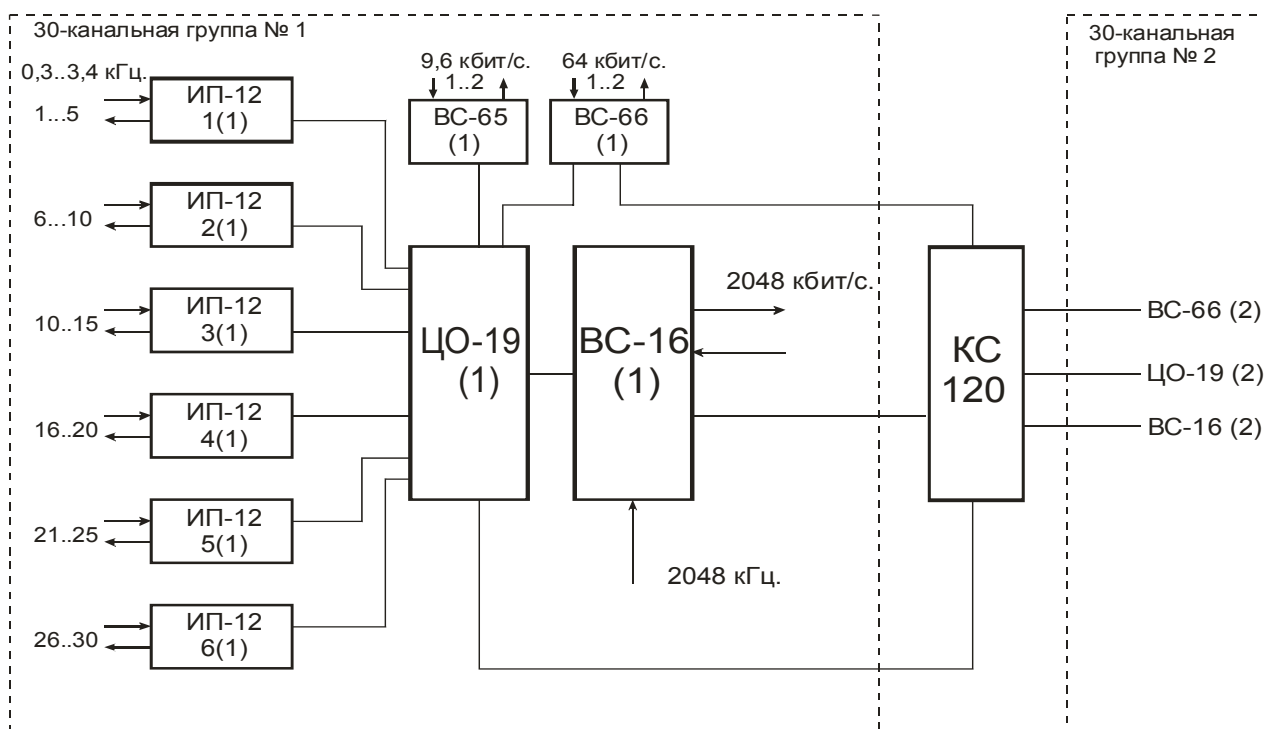 30-канальная группа № 1
30-канальная
группа № 2
0,3..3,4 кГц.
9,6 кбит/с.
1..2
64 кбит/с.
1..2
ИП-12
1(1)
1...5
ВС-65
(1)
ВС-66
(1)
ИП-12
2(1)
6...10
ИП-12
3(1)
10..15
ЦО-19
(1)
ВС-16
(1)
2048 кбит/с.
КС
120
ВС-66 (2)
ЦО-19 (2)
ВС-16 (2)
ИП-12
4(1)
16..20
ИП-12
5(1)
21..25
2048 кГц.
ИП-12
6(1)
26..30